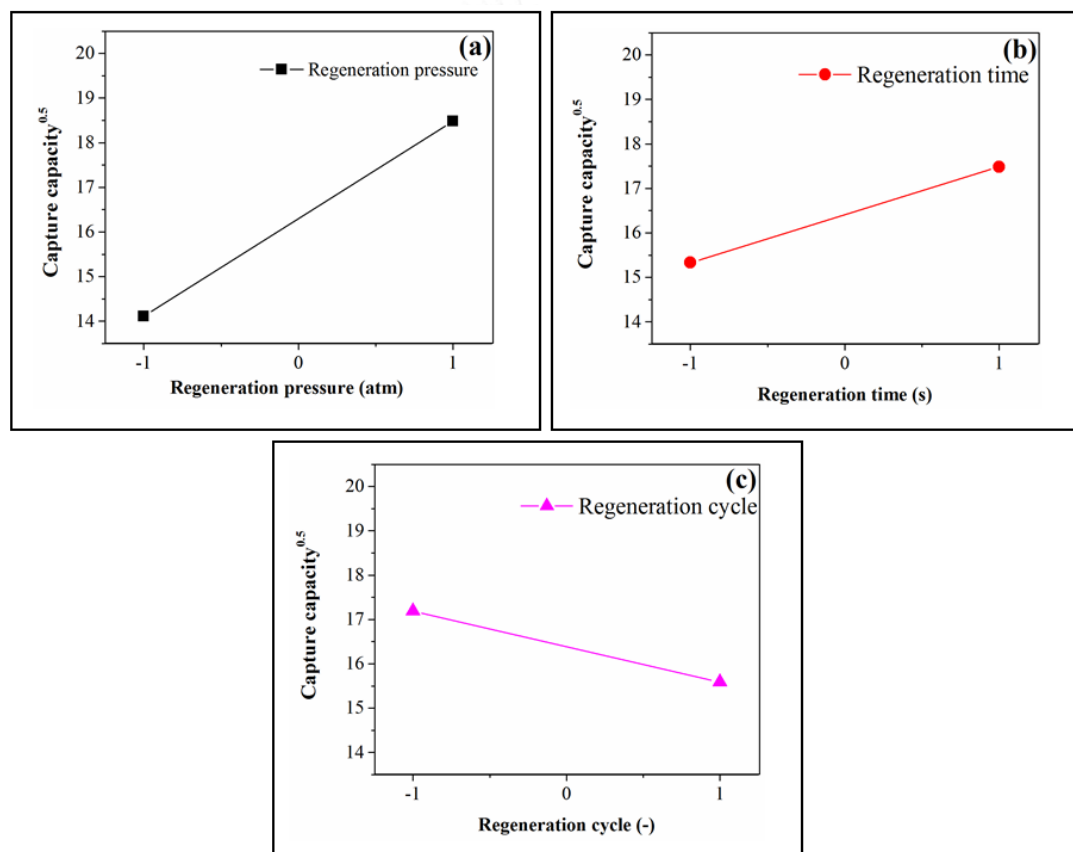 (a)
Regeneration pressure
Capture capacity0.5
20
19
18
17
16
15
14
-1
0
1
Regeneration pressure (atm)
(b)
Regeneration time
Capture capacity0.5
20
19
18
17
16
15
14
-1
0
1
Regeneration time (s)
(c)
Regeneration cycle
Capture capacity0.5
20
19
18
17
16
15
14
-1
0
1
Regeneration cycle (-)